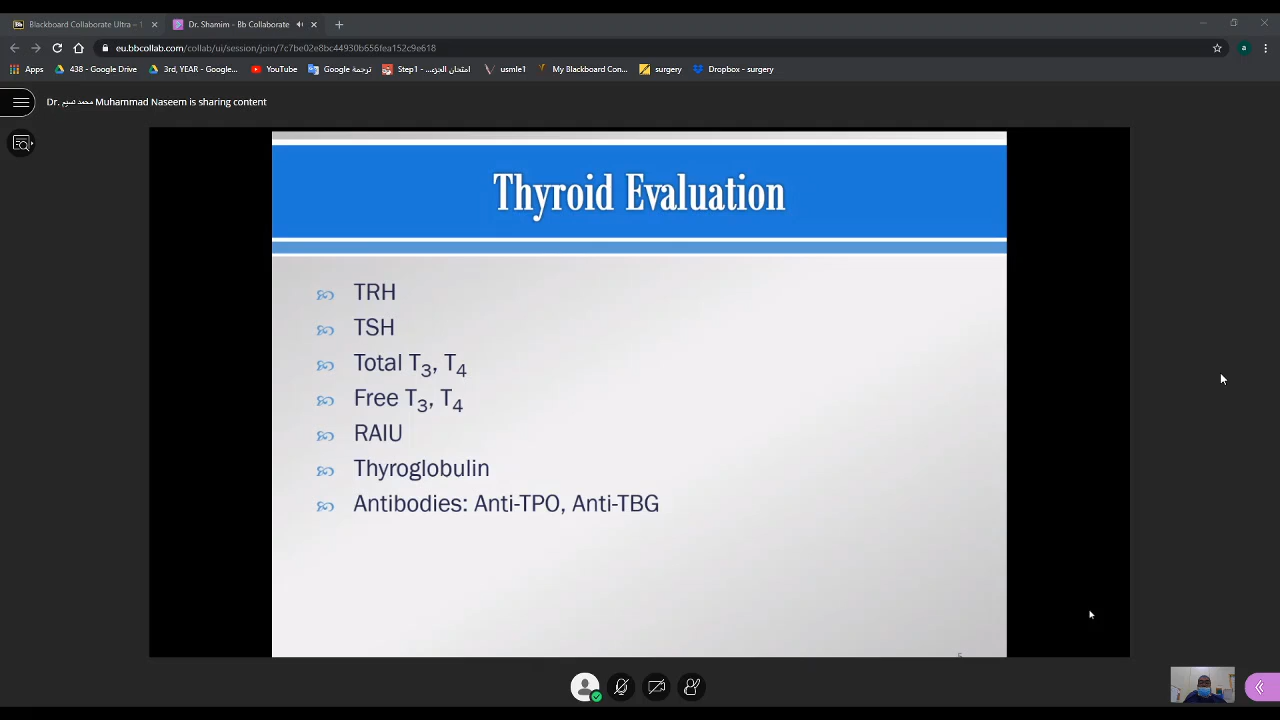 Blackboard Collaborate Ultra – 1
Dr. Shamim - Bb Collaborate
eu.bbcollab.com/collab/ui/session/join/7c7be02e8bc44930b656fea152c9e618
a
Apps
438 - Google Drive
3rd, YEAR - Google...
YouTube
ترجمة Google
Step1 - امتحان الجزء...
usmle1
My Blackboard Con...
surgery
Dropbox - surgery
Dr. محمد نسيم Muhammad Naseem is sharing content
Thyroid Evaluation
TRH
TSH
Total T3, T4
Free T3, T4
RAIU
Thyroglobulin
Antibodies: Anti-TPO, Anti-TBG